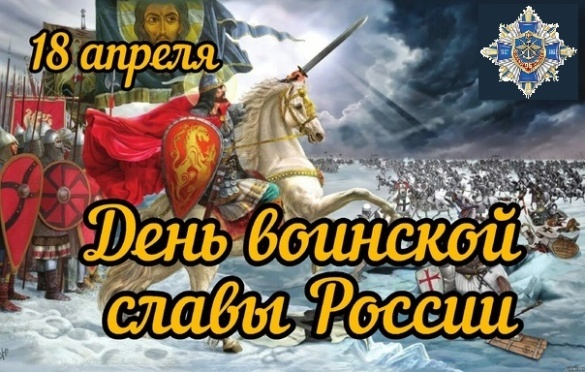 18 апреля
День воинской
славы России